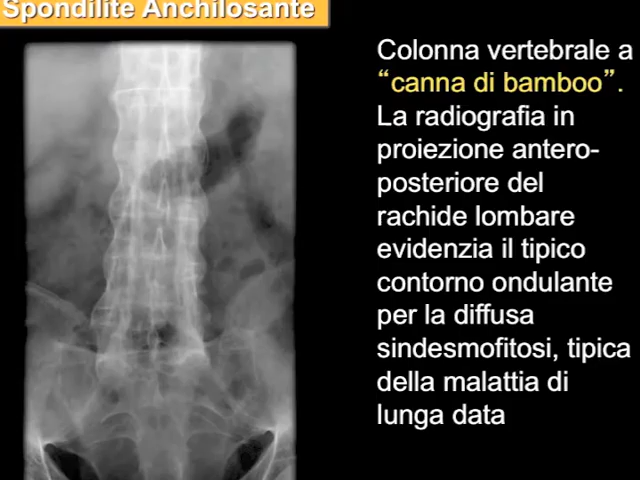 Spondilite Anchilosante
Colonna vertebrale a
“canna di bamboo”.
La radiografia in
proiezione antero-
posteriore del
rachide lombare
evidenzia il tipico
contorno ondulante
per la diffusa
sindesmofitosi, tipica
della malattia di
lunga data